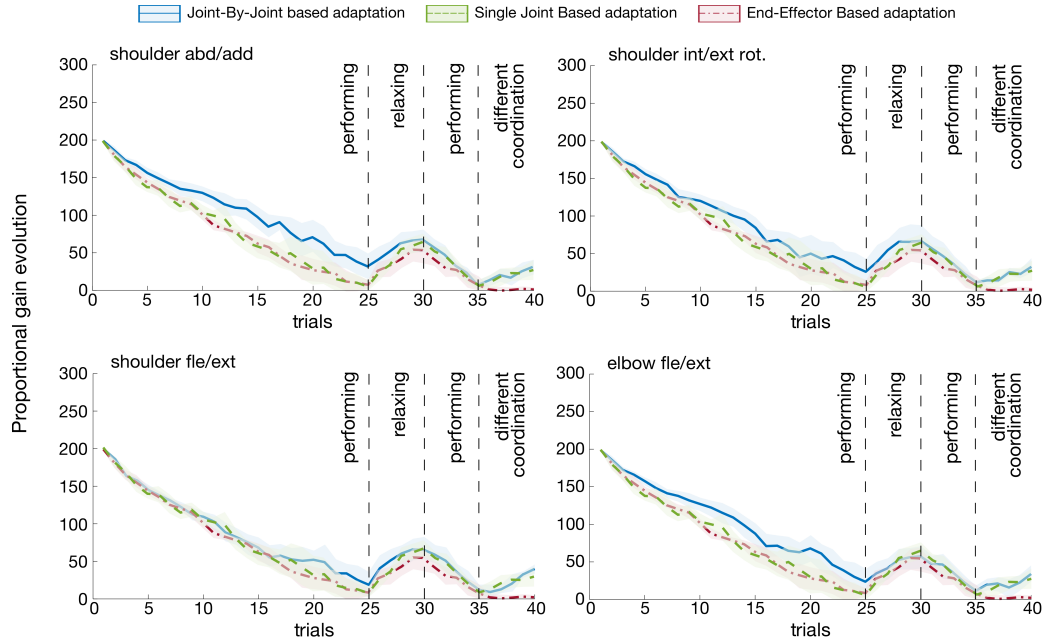 Joint-By-Joint based adaptation
Single Joint Based adaptation
End-Effector Based adaptation
Proportional gain evolution
shoulder abd/add
300
250
200
150
100
50
0
0 5 10 15 20 25 30 35 40
trials
performing
relaxing
performing
different
coordination
shoulder int/ext rot.
300
250
200
150
100
50
0
0 5 10 15 20 25 30 35 40
trials
performing
relaxing
performing
different
coordination
shoulder fle/ext
300
250
200
150
100
50
0
0 5 10 15 20 25 30 35 40
trials
performing
relaxing
performing
different
coordination
elbow fle/ext
300
250
200
150
100
50
0
0 5 10 15 20 25 30 35 40
trials
performing
relaxing
performing
different
coordination